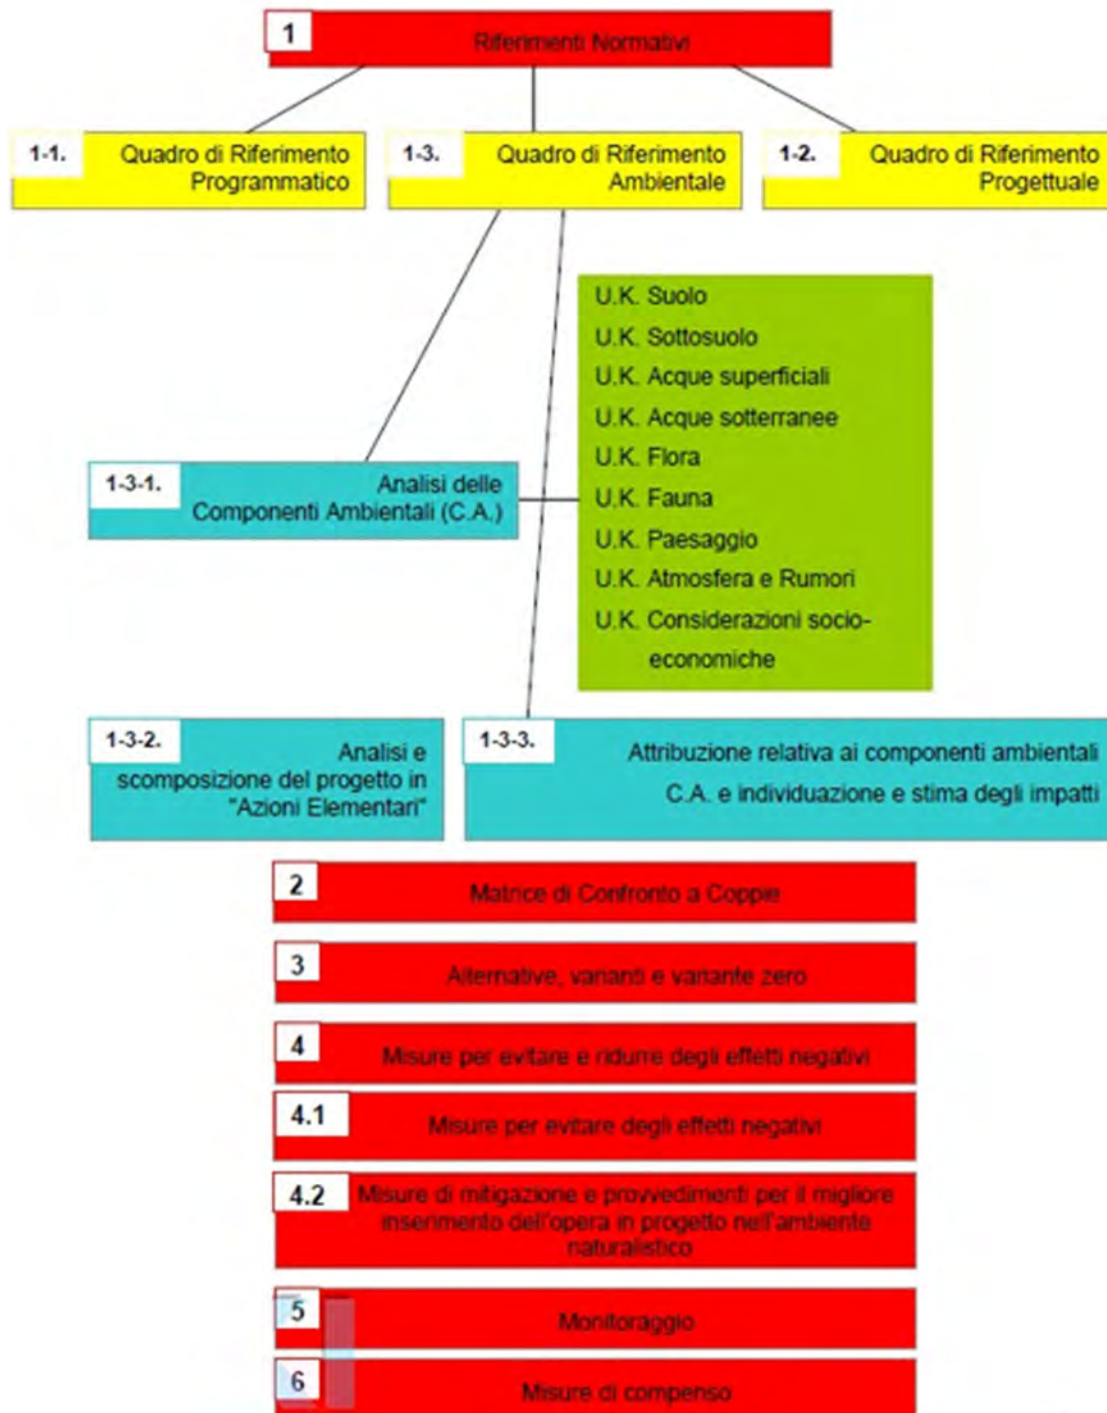 1
Riferimenti Normativi
1-1.
Quadro di Riferimento
Programmatico
1-3.
Quadro di Riferimento
Ambientale
1-2.
Quadro di Riferimento
Progettuale
U.K. Suolo
U.K. Sottosuolo
U.K. Acque superficiali
U.K. Acque sotterranee
U.K. Flora
U.K. Fauna
U.K. Paesaggio
U.K. Atmosfera e Rumori
U.K. Considerazioni socio-
economiche
1-3-1.
Analisi delle
Componenti Ambientali (C.A.)
1-3-2.
Analisi e
scomposizione del progetto in
"Azioni Elementari"
1-3-3.
Attribuzione relativa ai componenti ambientali
C.A. e individuazione e stima degli impatti
2
Matrice di Confronto a Coppie
3
Alternative, varianti e variante zero
4
Misure per evitare e ridurre degli effetti negativi
4.1
Misure per evitare degli effetti negativi
4.2
Misure di mitigazione e provvedimenti per il migliore
inserimento dell'opera in progetto nell'ambiente
naturalistico
5
Monitoraggio
6
Misure di compenso